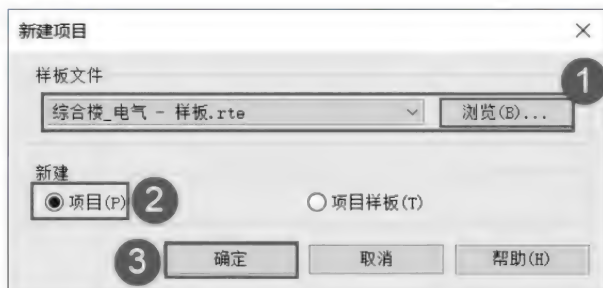 新建项目
样板文件
1
综合楼_电气 - 样板.rte
浏览(B)...
新建
项目(P)
2
项目样板(T)
3
确定
取消
帮助(H)